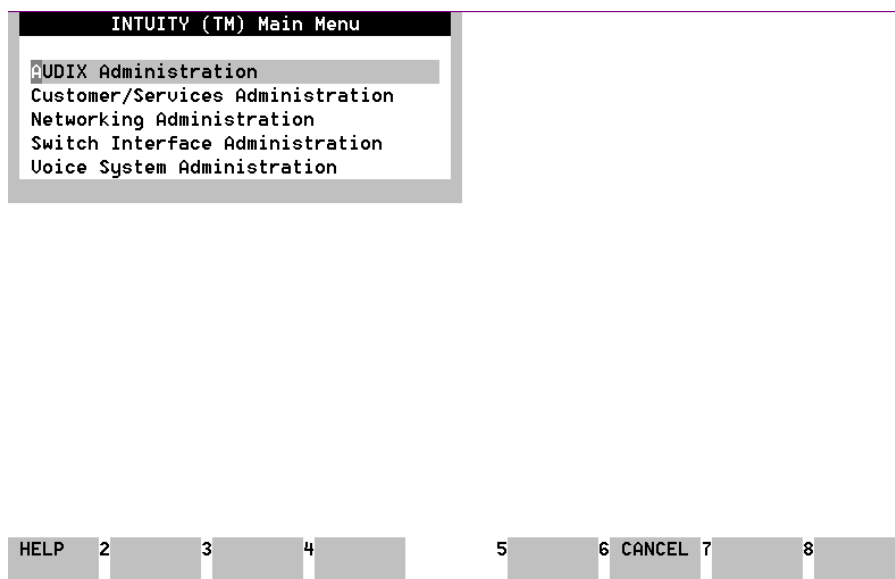 INTUITY (TM) Main Menu
AUDIX Administration
Customer/Services Administration
Networking Administration
Switch Interface Administration
Voice System Administration
HELP 2 3 4 5 6 CANCEL 7 8